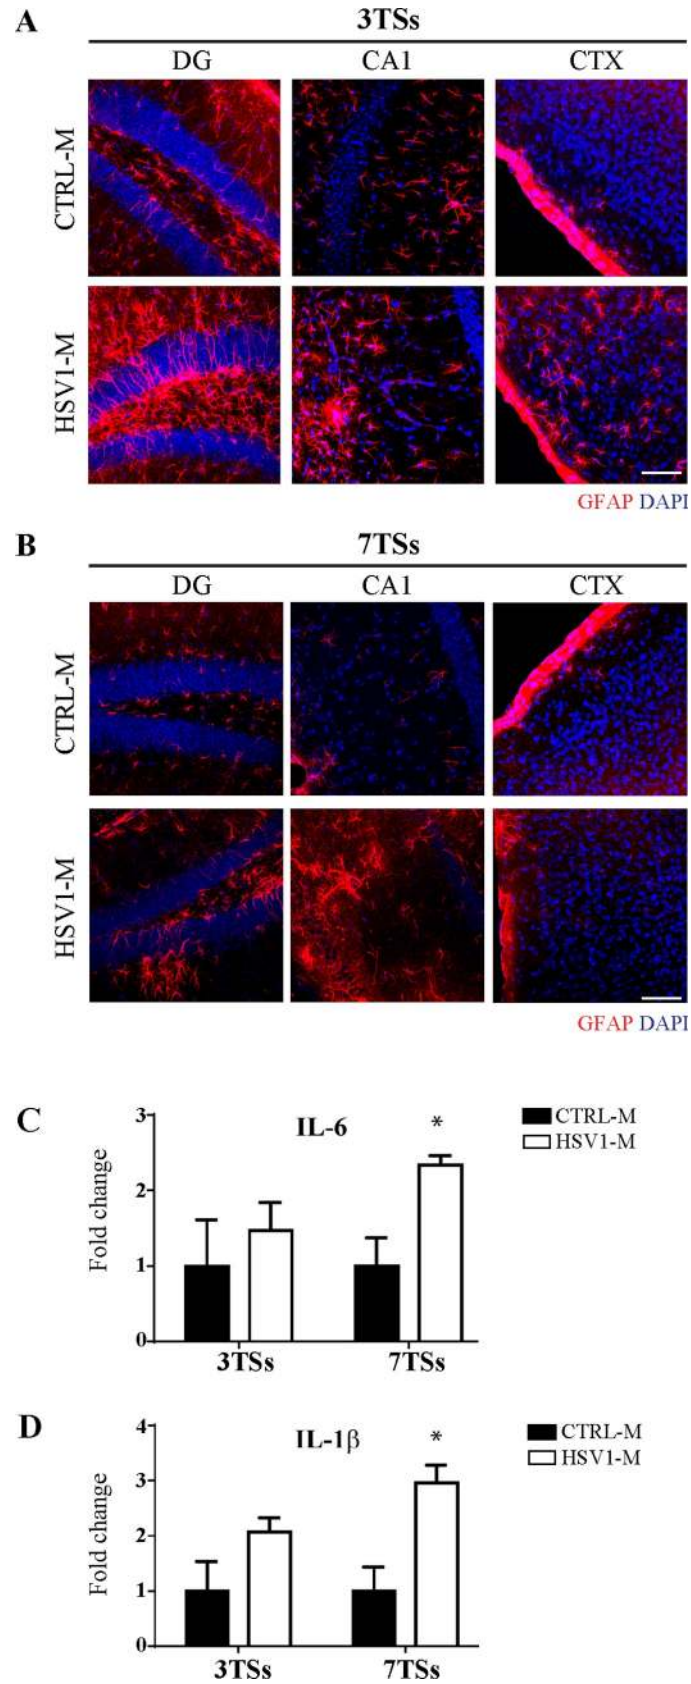 A
3TSs
DG CA1 CTX
CTRL-M
HSV1-M
GFAP DAPI
B
7TSs
DG CA1 CTX
CTRL-M
HSV1-M
GFAP DAPI
C
IL-6
*
CTRL-M
HSV1-M
Fold change
3
2
1
0
3TSs 7TSs
D
IL-1β
*
CTRL-M
HSV1-M
Fold change
4
3
2
1
0
3TSs 7TSs